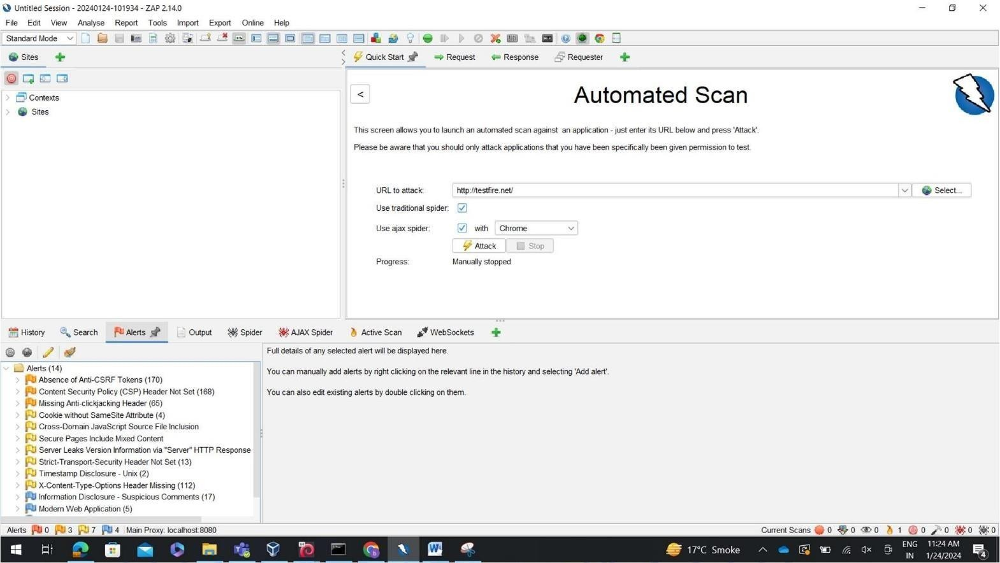 Untitled Session - 20240124-101934 - ZAP 2.14.0
File Edit View Analyse Report Tools Import Export Online Help
Standard Mode
Sites
Quick Start Request Response Requester
<
Automated Scan
Contexts
Sites
This screen allows you to launch an automated scan against an application - just enter its URL below and press 'Attack'.
Please be aware that you should only attack applications that you have been specifically been given permission to test.
URL to attack: http://testfire.net/ Select...
Use traditional spider:
Use ajax spider: with Chrome
Attack Stop
Progress: Manually stopped
History Search Alerts Output Spider AJAX Spider Active Scan WebSockets
Full details of any selected alert will be displayed here.
You can manually add alerts by right clicking on the relevant line in the history and selecting 'Add alert'.
You can also edit existing alerts by double clicking on them.
Alerts (14)
Absence of Anti-CSRF Tokens (170)
Content Security Policy (CSP) Header Not Set (168)
Missing Anti-clickjacking Header (65)
Cookie without SameSite Attribute (4)
Cross-Domain JavaScript Source File Inclusion
Secure Pages Include Mixed Content
Server Leaks Version Information via "Server" HTTP Response
Strict-Transport-Security Header Not Set (13)
Timestamp Disclosure - Unix (2)
X-Content-Type-Options Header Missing (112)
Information Disclosure - Suspicious Comments (17)
Modern Web Application (5)
Alerts 0 3 7 4 Main Proxy: localhost:8080
Current Scans 0 0 0 1 0 0 0 0
17°C Smoke
ENG
IN
11:24 AM
1/24/2024
4